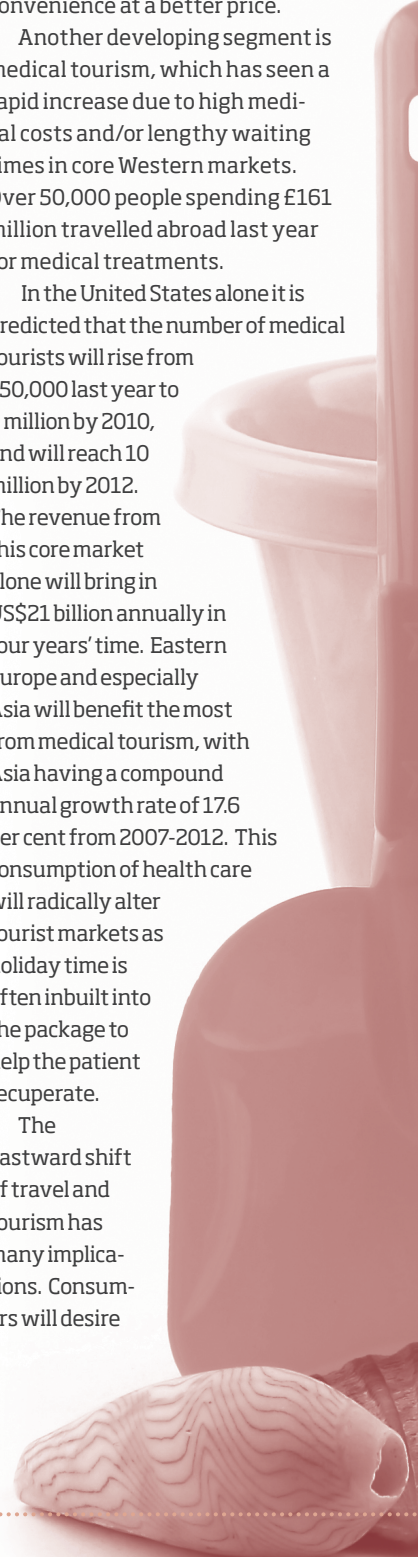 onvenience at a better price.
Another developing segment is
medical tourism, which has seen a
apid increase due to high medi-
al costs and/or lengthy waiting
imes in core Western markets.
Over 50,000 people spending £161
million travelled abroad last year
or medical treatments.
In the United States alone it is
redicted that the number of medical
ourists will rise from
50,000 last year to
million by 2010,
nd will reach 10
million by 2012.
The revenue from
his core market
lone will bring in
US$21 billion annually in
our years' time. Eastern
urope and especially
Asia will benefit the most
rom medical tourism, with
Asia having a compound
nnual growth rate of 17.6
er cent from 2007-2012. This
onsumption of health care
will radically alter
ourist markets as
oliday time is
ften inbuilt into
he package to
elp the patient
ecuperate.
The
astward shift
f travel and
ourism has
many implica-
ions. Consum-
rs will desire